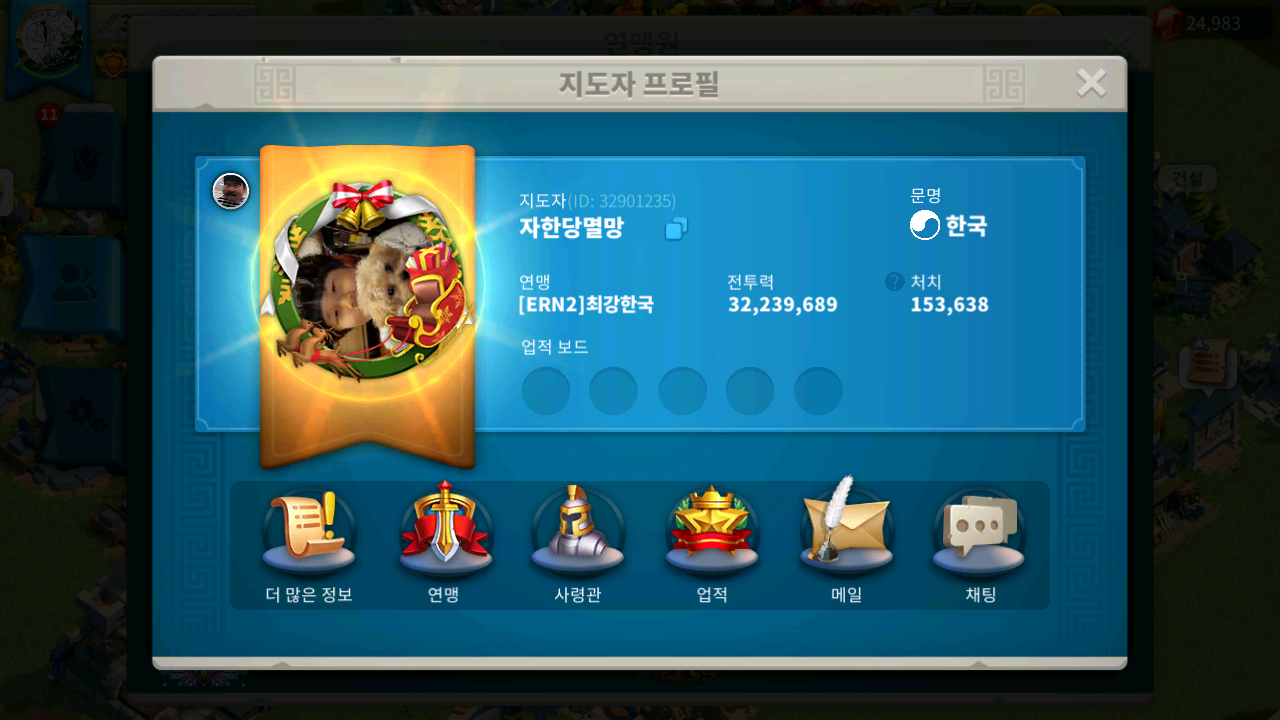 연맹원
24,983
지도자 프로필
11
건설
지도자(ID: 32901235)
자한당멸망
문명
한국
연맹
[ERN2]최강한국
전투력
32,239,689
? 처치
153,638
업적 보드
더 많은 정보
연맹
사령관
업적
메일
채팅